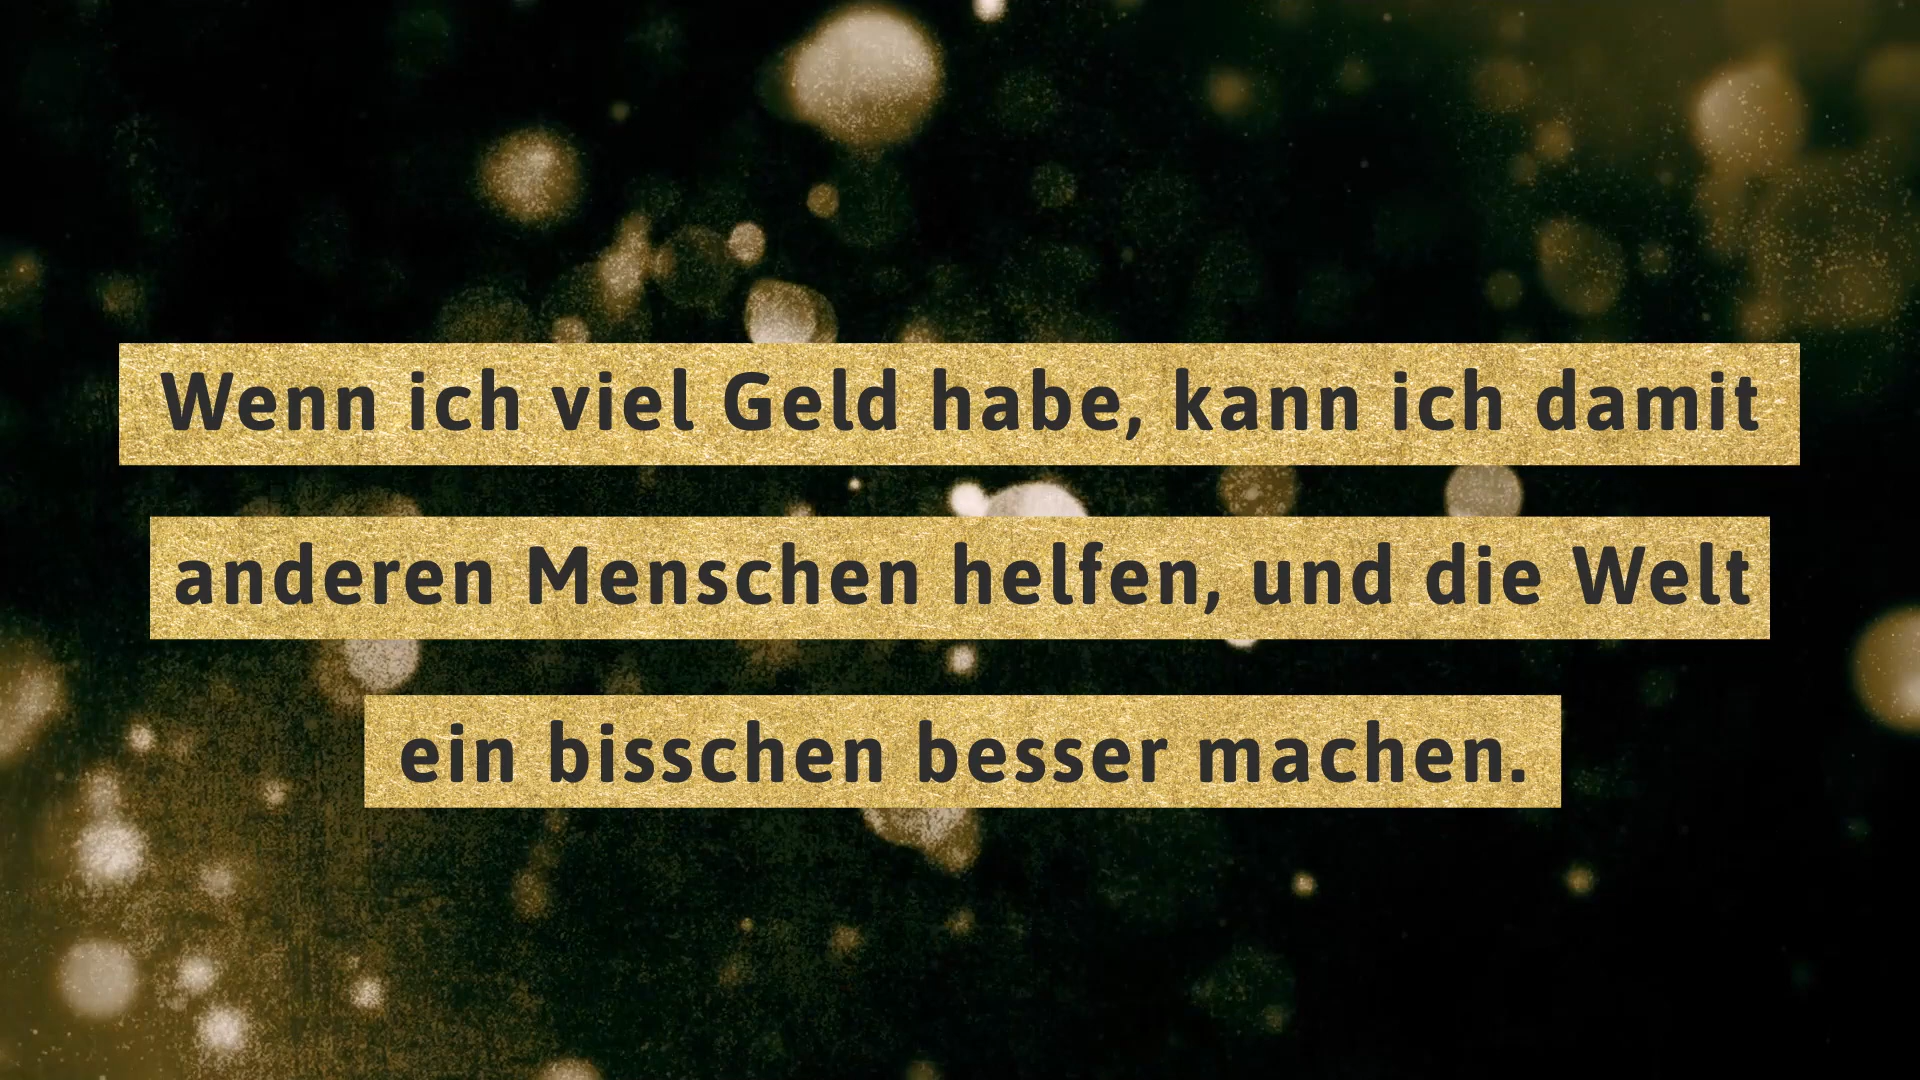 Wenn ich viel Geld habe, kann ich damit
anderen Menschen helfen, und die Welt
ein bisschen besser machen.